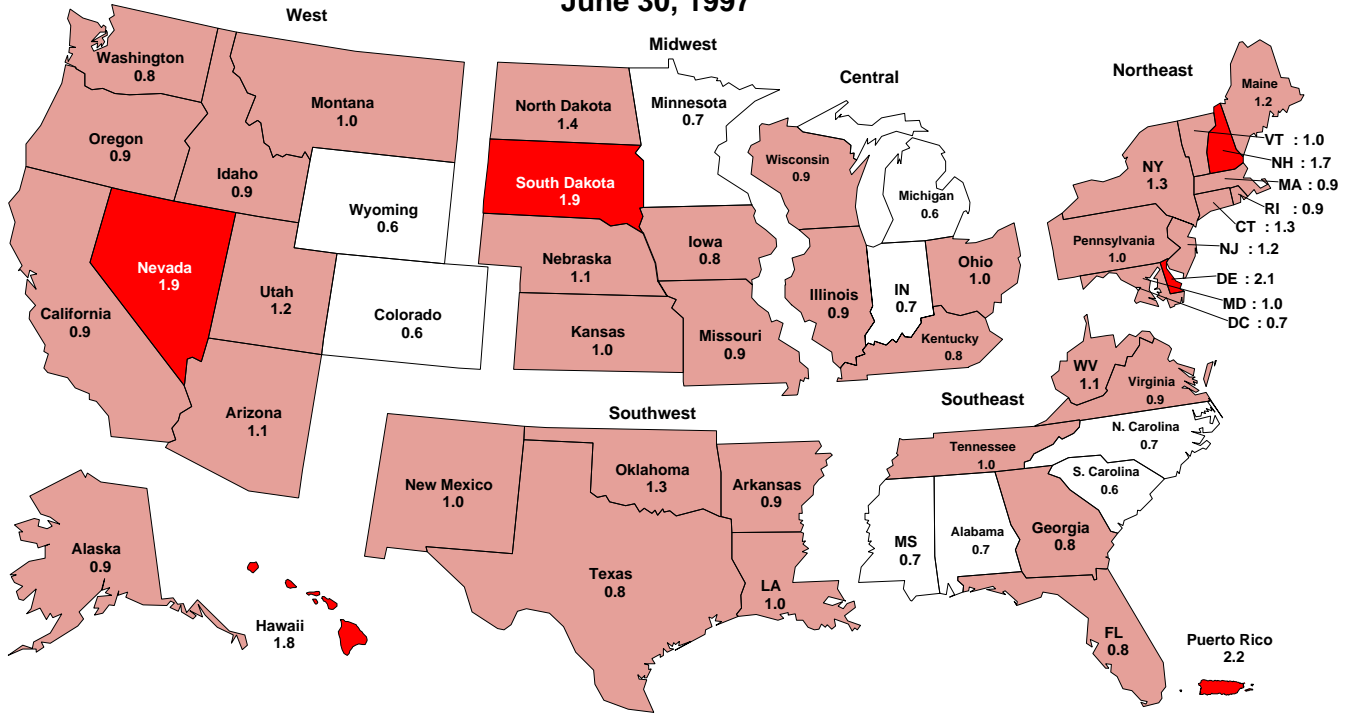 June 30, 1997
West
Washington
0.8
Montana
1.0
Oregon
0.9
Idaho
0.9
Wyoming
0.6
Nevada
1.9
Utah
1.2
Colorado
0.6
California
0.9
Arizona
1.1
Alaska
0.9
Hawaii
1.8
Midwest
North Dakota
1.4
Minnesota
0.7
South Dakota
1.9
Nebraska
1.1
Iowa
0.8
Kansas
1.0
Missouri
0.9
Central
Wisconsin
0.9
Michigan
0.6
Illinois
0.9
IN
0.7
Ohio
1.0
Kentucky
0.8
Northeast
Maine
1.2
VT : 1.0
NH : 1.7
MA : 0.9
RI : 0.9
CT : 1.3
NJ : 1.2
DE : 2.1
MD : 1.0
DC : 0.7
NY
1.3
Pennsylvania
1.0
Southwest
New Mexico
1.0
Oklahoma
1.3
Arkansas
0.9
Texas
0.8
LA
1.0
Southeast
WV
1.1
Virginia
0.9
N. Carolina
0.7
Tennessee
1.0
S. Carolina
0.6
MS
0.7
Alabama
0.7
Georgia
0.8
FL
0.8
Puerto Rico
2.2